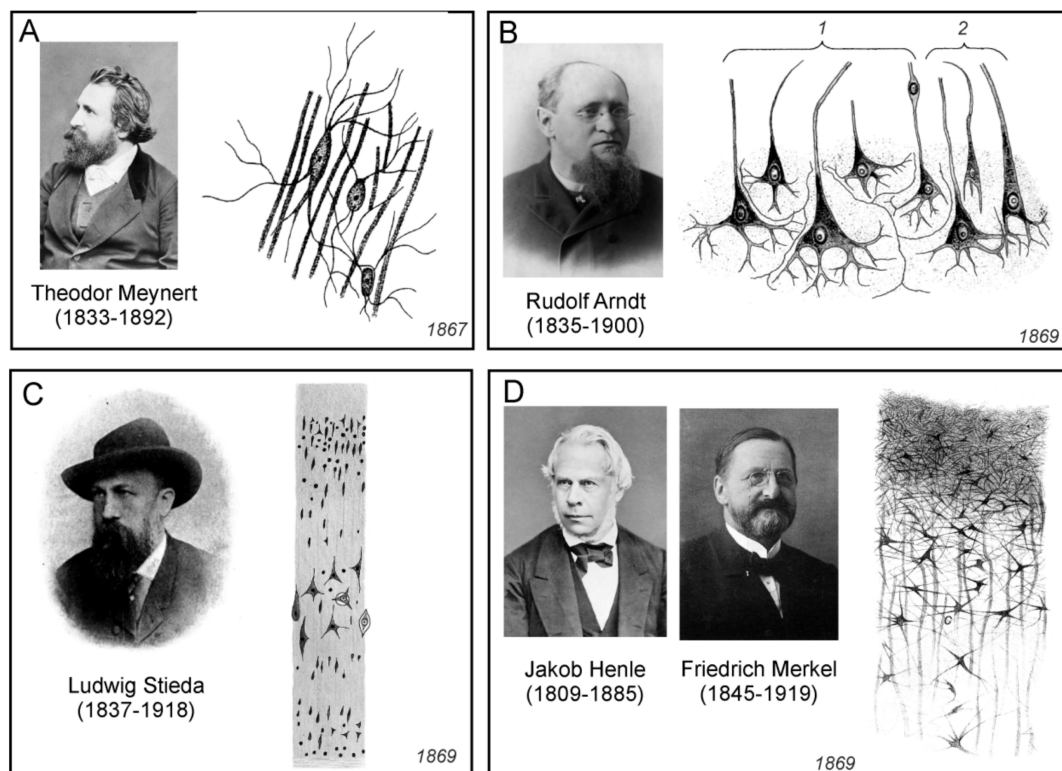 A
Theodor Meynert
(1833-1892)
1867
B
1
2
Rudolf Arndt
(1835-1900)
1869
C
Ludwig Stieda
(1837-1918)
1869
D
Jakob Henle
(1809-1885)
Friedrich Merkel
(1845-1919)
G
1869